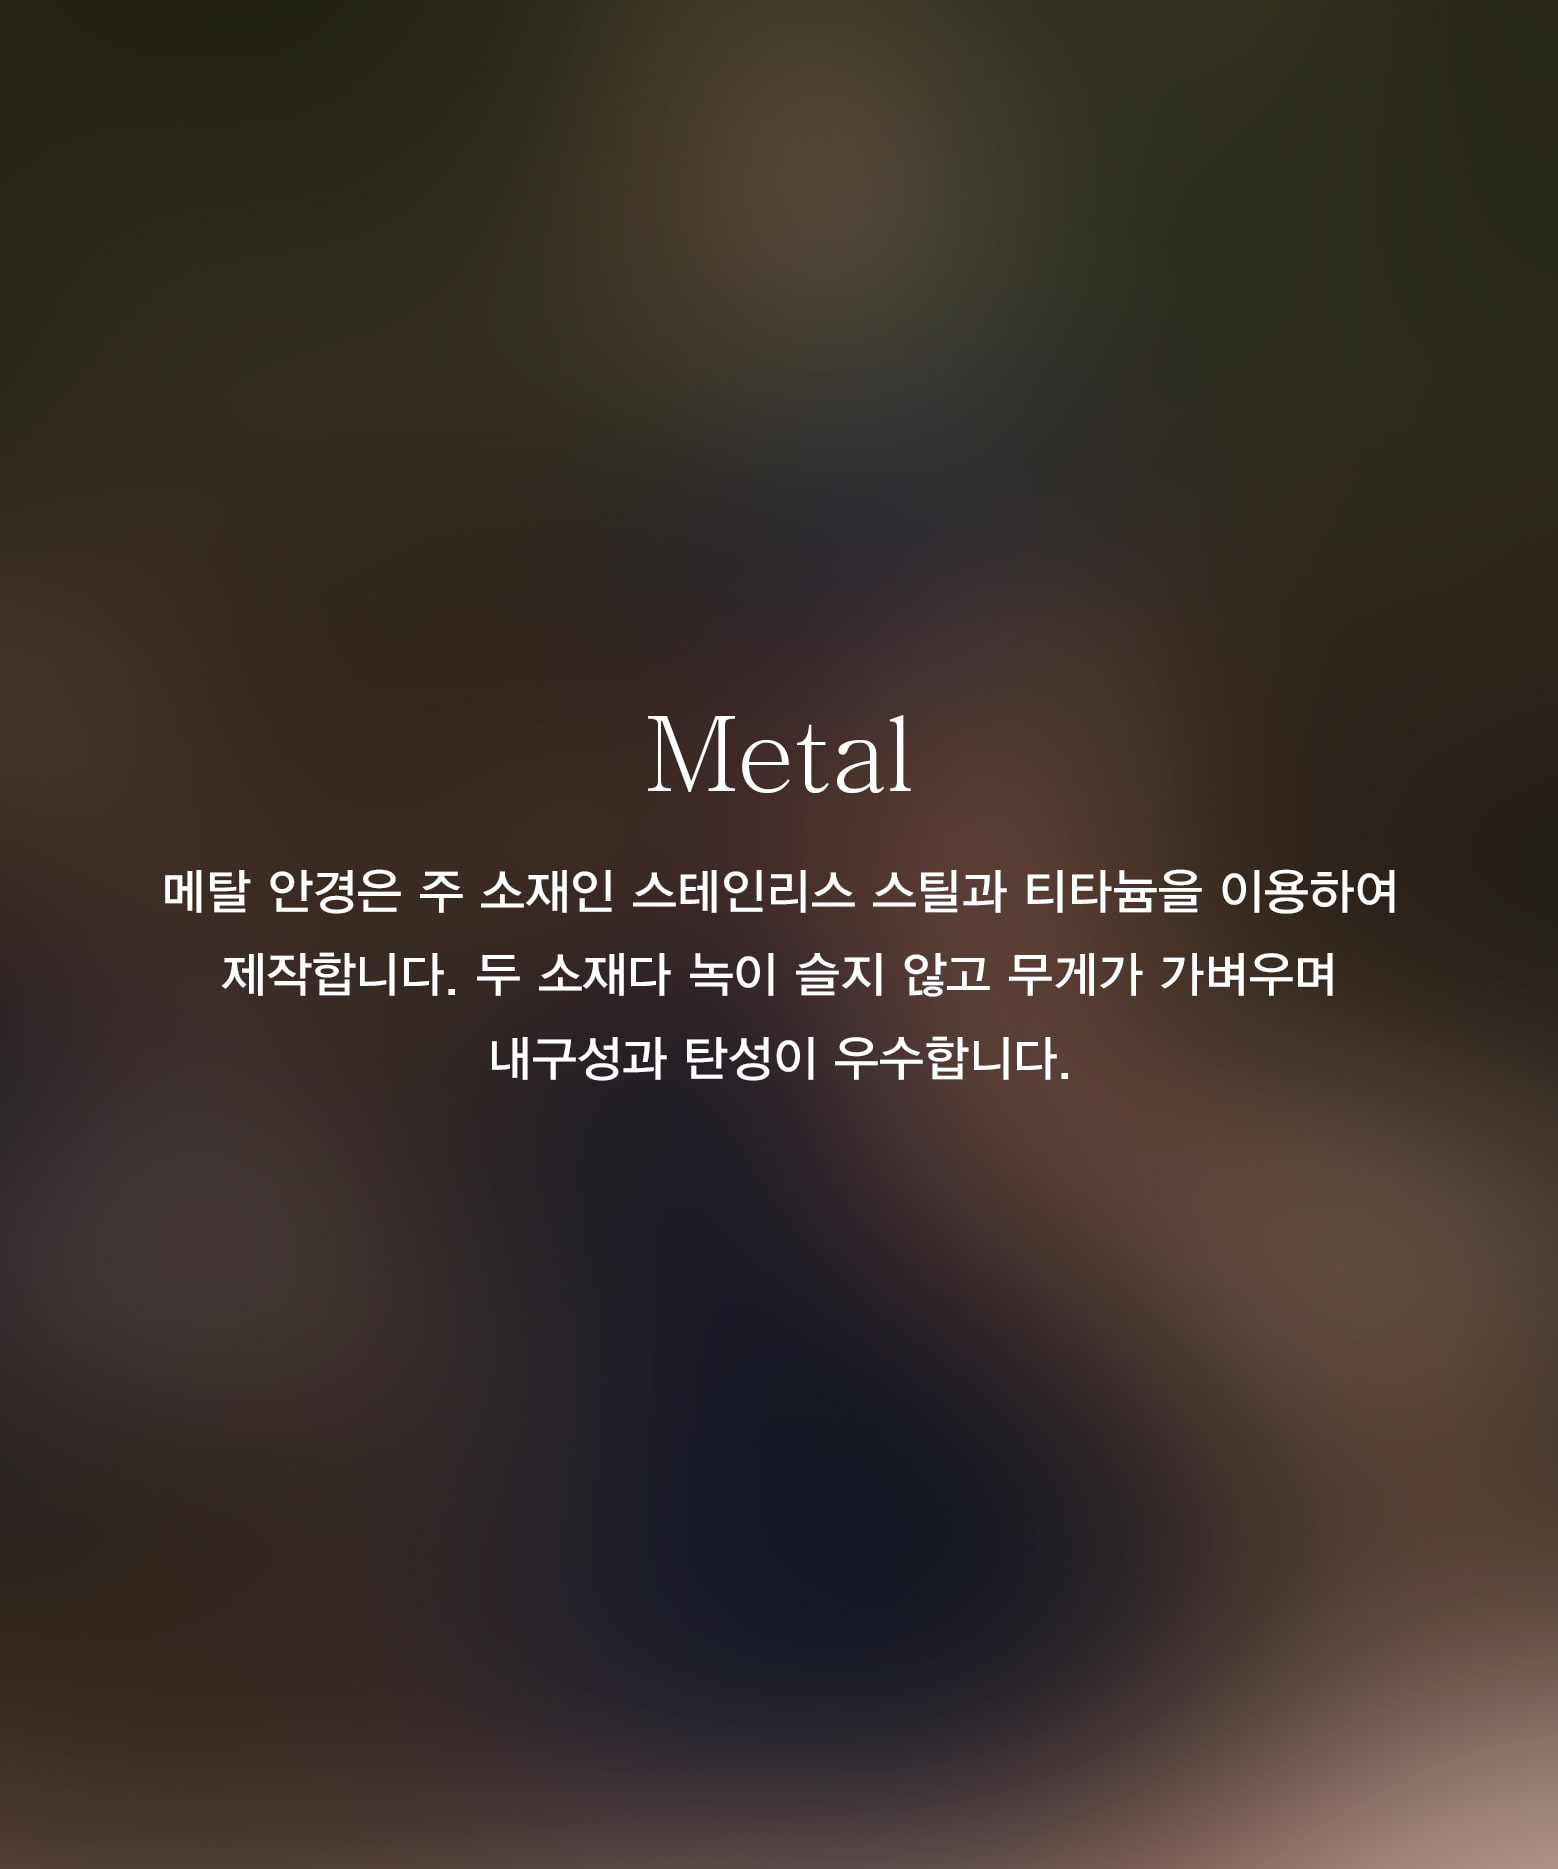 Metal
메탈 안경은 주 소재인 스테인리스 스틸과 티타늄을 이용하여
제작합니다. 두 소재다 녹이 슬지 않고 무게가 가벼우며
내구성과 탄성이 우수합니다.